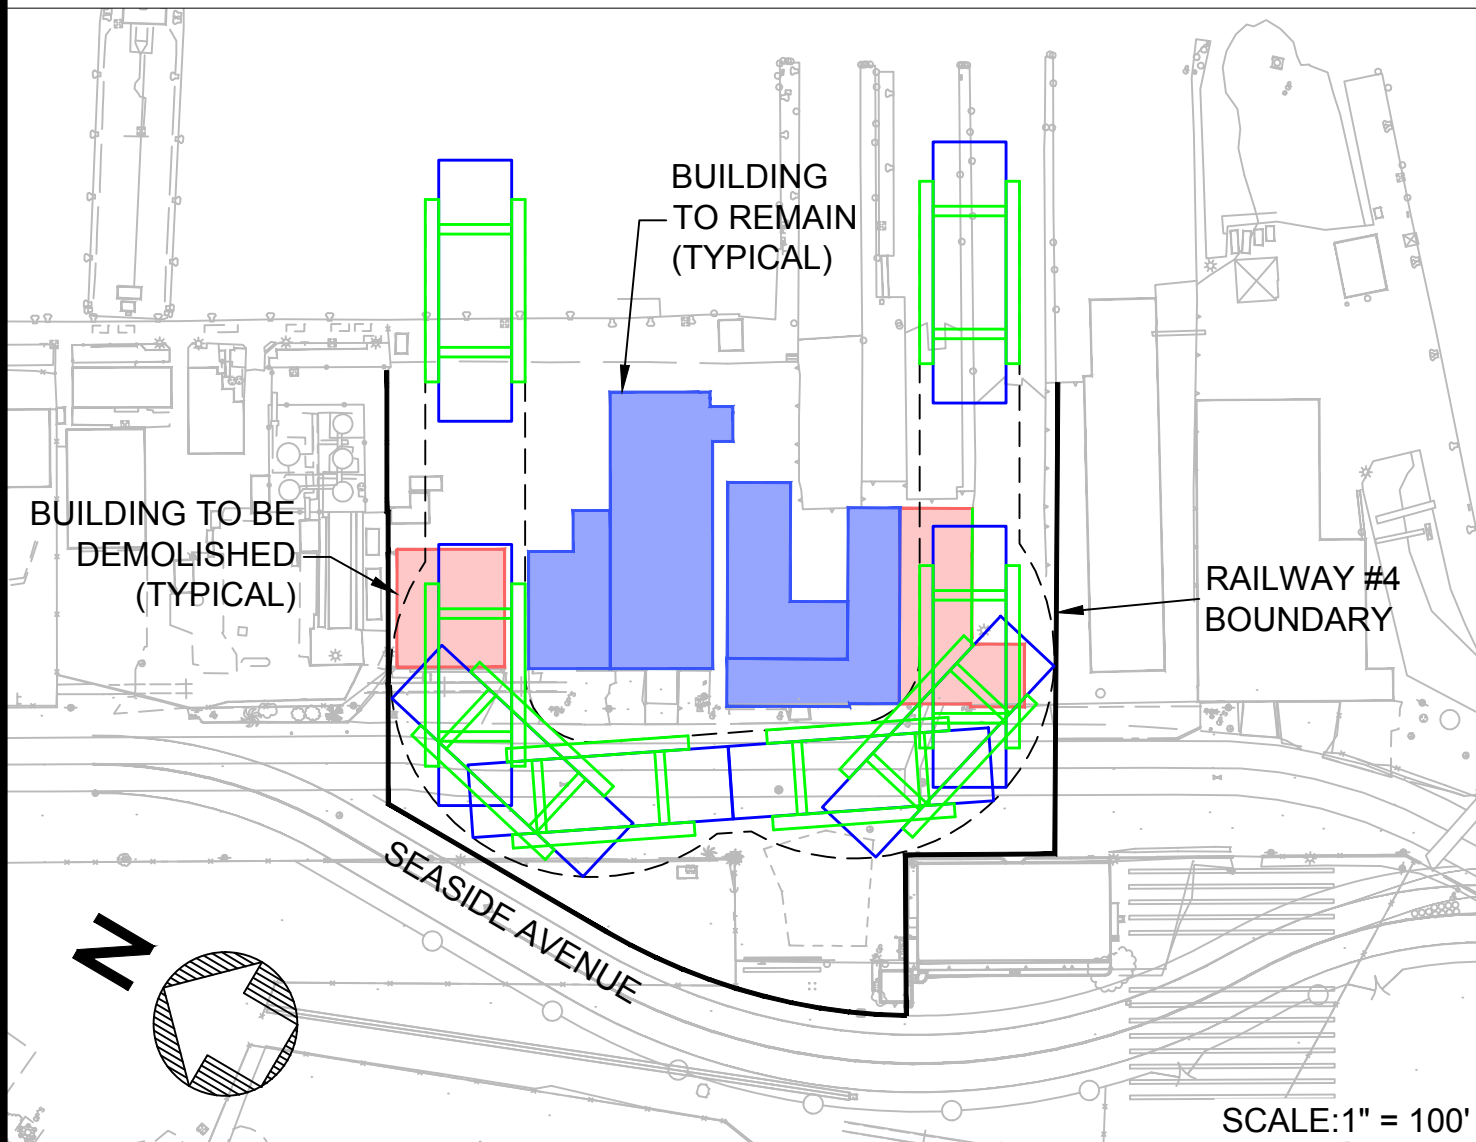 BUILDING
TO REMAIN
(TYPICAL)
BUILDING TO BE
DEMOLISHED
(TYPICAL)
RAILWAY #4
BOUNDARY
SEASIDE AVENUE
N
SCALE:1" = 100'